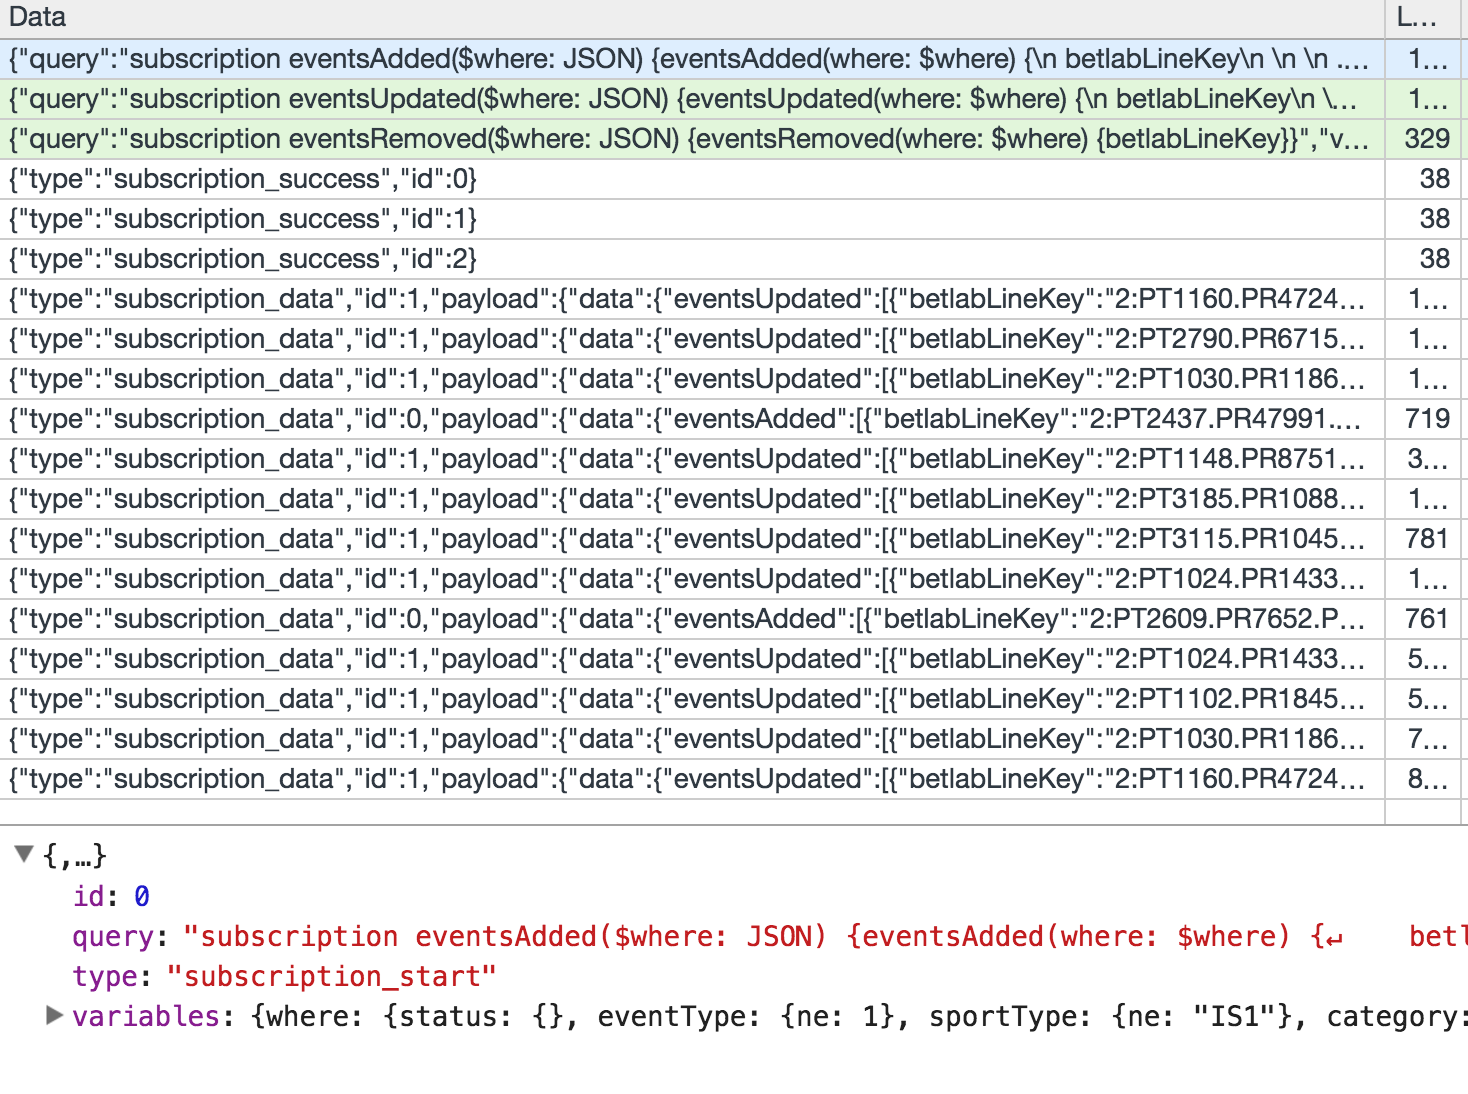 Data L...
{"query":"subscription eventsAdded($where: JSON) {eventsAdded(where: $where) {\n betlabLineKey\n \n \n .... 1...
{"query":"subscription eventsUpdated($where: JSON) {eventsUpdated(where: $where) {\n betlabLineKey\n \... 1...
{"query":"subscription eventsRemoved($where: JSON) {eventsRemoved(where: $where) {betlabLineKey}}","v... 329
{"type":"subscription_success","id":0} 38
{"type":"subscription_success","id":1} 38
{"type":"subscription_success","id":2} 38
{"type":"subscription_data","id":1,"payload":{"data":{"eventsUpdated":[{"betlabLineKey":"2:PT1160.PR4724... 1...
{"type":"subscription_data","id":1,"payload":{"data":{"eventsUpdated":[{"betlabLineKey":"2:PT2790.PR6715... 1...
{"type":"subscription_data","id":1,"payload":{"data":{"eventsUpdated":[{"betlabLineKey":"2:PT1030.PR1186... 1...
{"type":"subscription_data","id":0,"payload":{"data":{"eventsAdded":[{"betlabLineKey":"2:PT2437.PR47991.... 719
{"type":"subscription_data","id":1,"payload":{"data":{"eventsUpdated":[{"betlabLineKey":"2:PT1148.PR8751... 3...
{"type":"subscription_data","id":1,"payload":{"data":{"eventsUpdated":[{"betlabLineKey":"2:PT3185.PR1088... 1...
{"type":"subscription_data","id":1,"payload":{"data":{"eventsUpdated":[{"betlabLineKey":"2:PT3115.PR1045... 781
{"type":"subscription_data","id":1,"payload":{"data":{"eventsUpdated":[{"betlabLineKey":"2:PT1024.PR1433... 1...
{"type":"subscription_data","id":0,"payload":{"data":{"eventsAdded":[{"betlabLineKey":"2:PT2609.PR7652.P... 761
{"type":"subscription_data","id":1,"payload":{"data":{"eventsUpdated":[{"betlabLineKey":"2:PT1024.PR1433... 5...
{"type":"subscription_data","id":1,"payload":{"data":{"eventsUpdated":[{"betlabLineKey":"2:PT1102.PR1845... 5...
{"type":"subscription_data","id":1,"payload":{"data":{"eventsUpdated":[{"betlabLineKey":"2:PT1030.PR1186... 7...
{"type":"subscription_data","id":1,"payload":{"data":{"eventsUpdated":[{"betlabLineKey":"2:PT1160.PR4724... 8...
▼ {,…}
id: 0
query: "subscription eventsAdded($where: JSON) {eventsAdded(where: $where) {↵ betl
type: "subscription_start"
▶ variables: {where: {status: {}, eventType: {ne: 1}, sportType: {ne: "IS1"}, category: